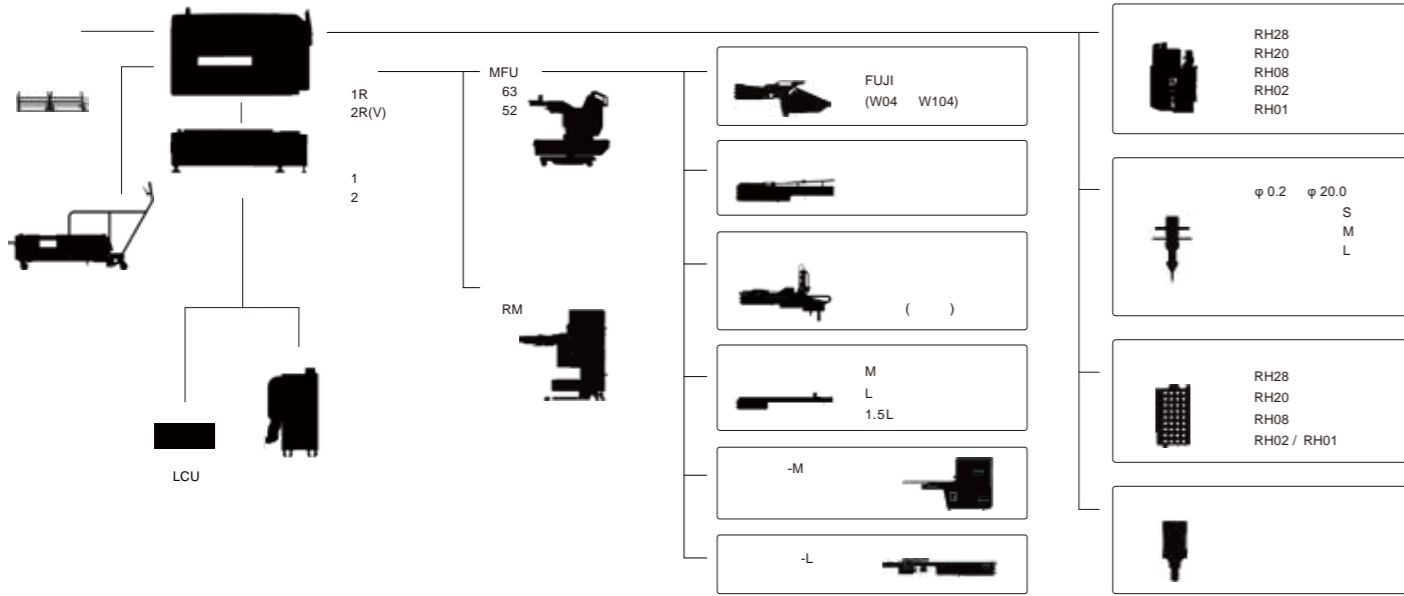 1R
2R(V)
1
2
LCU
MFU
63
52
RM
FUJI
(W04 W104)
( )
M
L
1.5L
-M
-L
RH28
RH20
RH08
RH02
RH01
φ 0.2 φ 20.0
S
M
L
RH28
RH20
RH08
RH02 / RH01